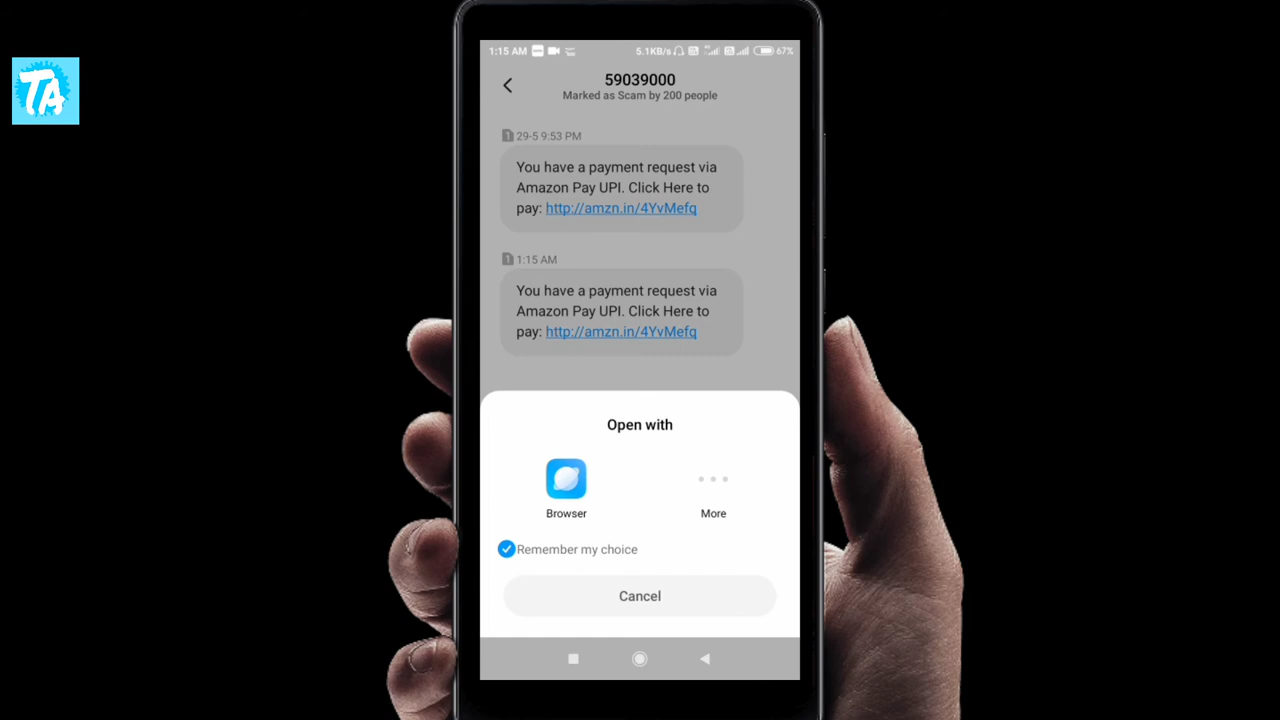 TA
1:15 AM
5.1KB/s
67%
59039000
Marked as Scam by 200 people
1 29-5 9:53 PM
You have a payment request via
Amazon Pay UPI. Click Here to
pay: http://amzn.in/4YvMefq
1 1:15 AM
You have a payment request via
Amazon Pay UPI. Click Here to
pay: http://amzn.in/4YvMefq
Open with
Browser
More
Remember my choice
Cancel